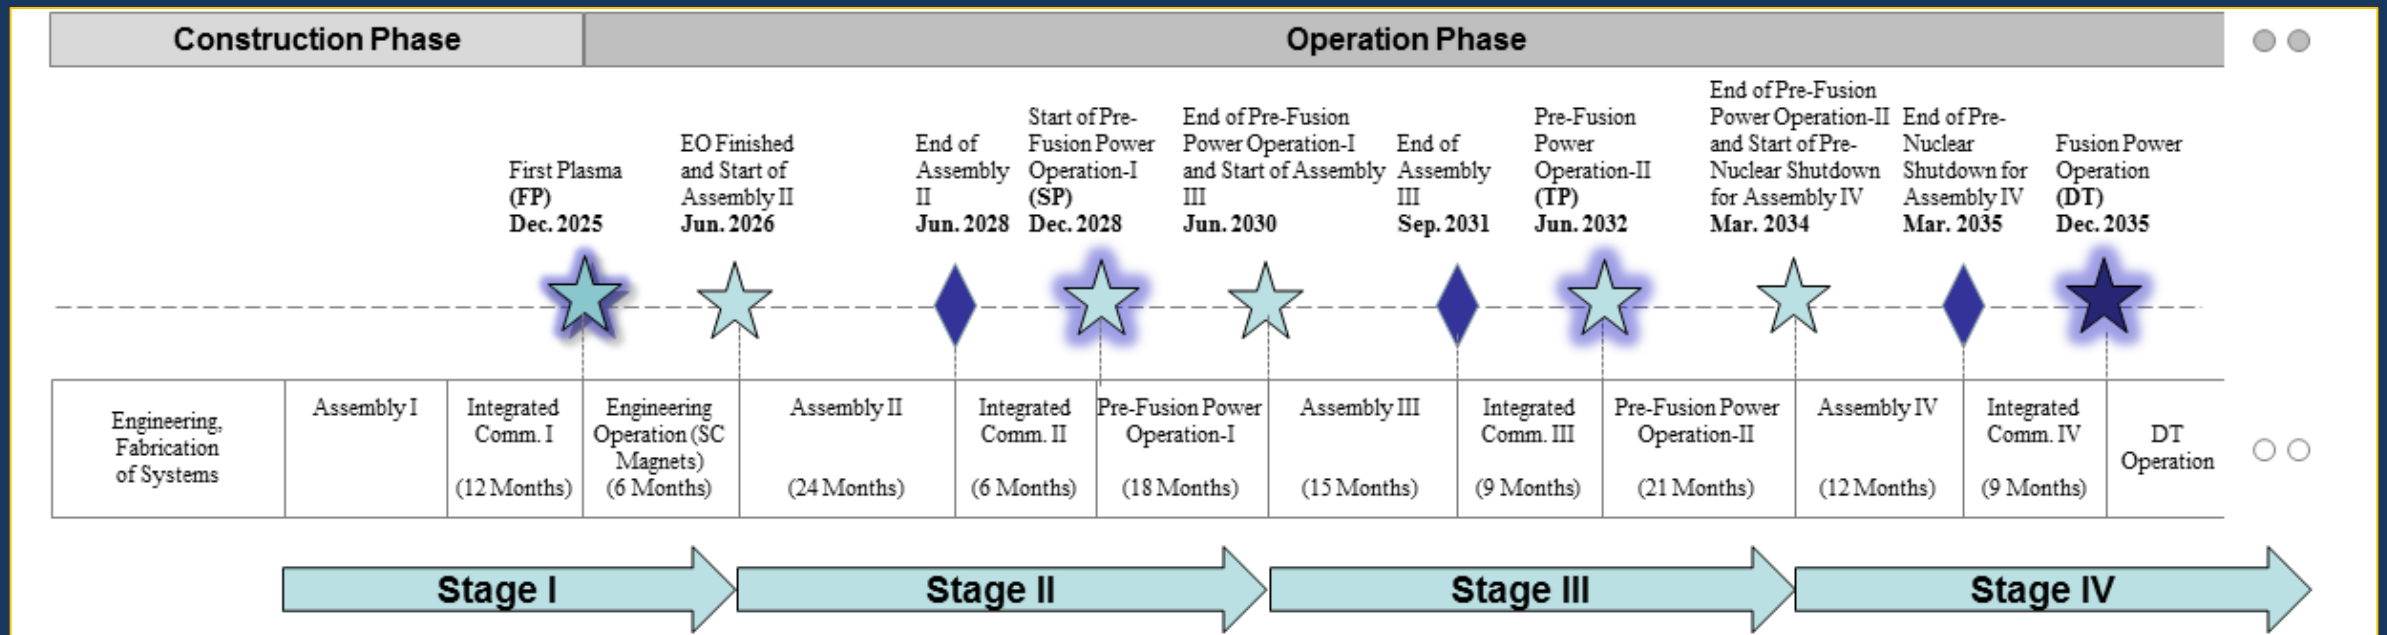 Construction Phase
Operation Phase
First Plasma
(FP)
Dec. 2025
EO Finished
and Start of
Assembly II
Jun. 2026
End of
Assembly
II
Jun. 2028
Start of Pre-
Fusion Power
Operation-I
(SP)
Dec. 2028
End of Pre-Fusion
Power Operation-I
and Start of Assembly
III
Jun. 2030
End of
Assembly
III
Sep. 2031
Pre-Fusion
Power
Operation-II
(TP)
Jun. 2032
End of Pre-Fusion
Power Operation-II
and Start of Pre-
Nuclear Shutdown
for Assembly IV
Mar. 2034
End of Pre-
Nuclear
Shutdown for
Assembly IV
Mar. 2035
Fusion Power
Operation
(DT)
Dec. 2035
Engineering,
Fabrication
of Systems
Assembly I
Integrated
Comm. I
(12 Months)
Engineering
Operation (SC
Magnets)
(6 Months)
Assembly II
(24 Months)
Integrated
Comm. II
(6 Months)
Pre-Fusion Power
Operation-I
(18 Months)
Assembly III
(15 Months)
Integrated
Comm. III
(9 Months)
Pre-Fusion Power
Operation-II
(21 Months)
Assembly IV
(12 Months)
Integrated
Comm. IV
(9 Months)
DT
Operation
Stage I
Stage II
Stage III
Stage IV